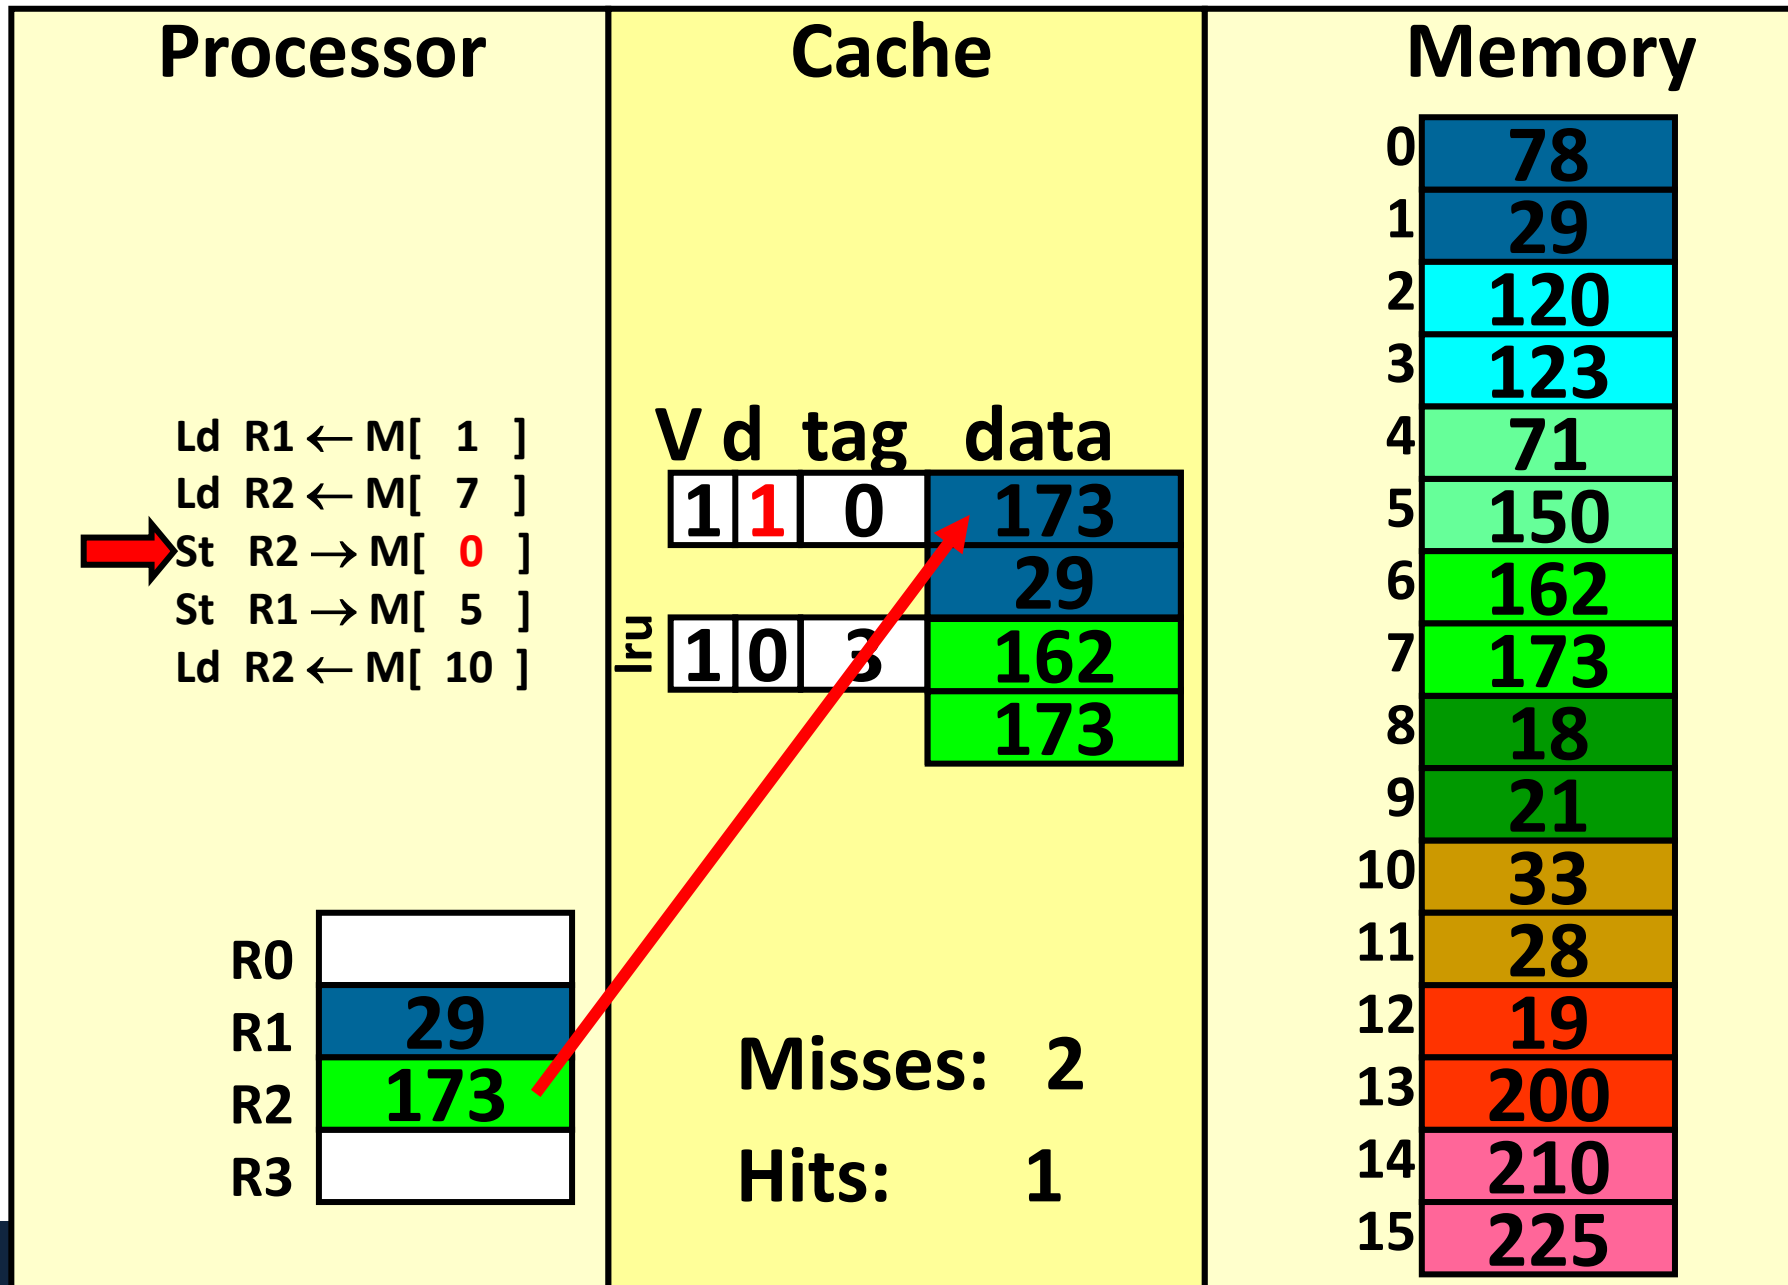 Processor
Ld R1 ← M[ 1 ]
Ld R2 ← M[ 7 ]
St R2 → M[ 0 ]
St R1 → M[ 5 ]
Ld R2 ← M[ 10 ]
R0
R1 29
R2 173
R3
Cache
V d tag data
1 1 0 173
29
lru 1 0 3 162
173
Misses: 2
Hits: 1
Memory
0 78
1 29
2 120
3 123
4 71
5 150
6 162
7 173
8 18
9 21
10 33
11 28
12 19
13 200
14 210
15 225